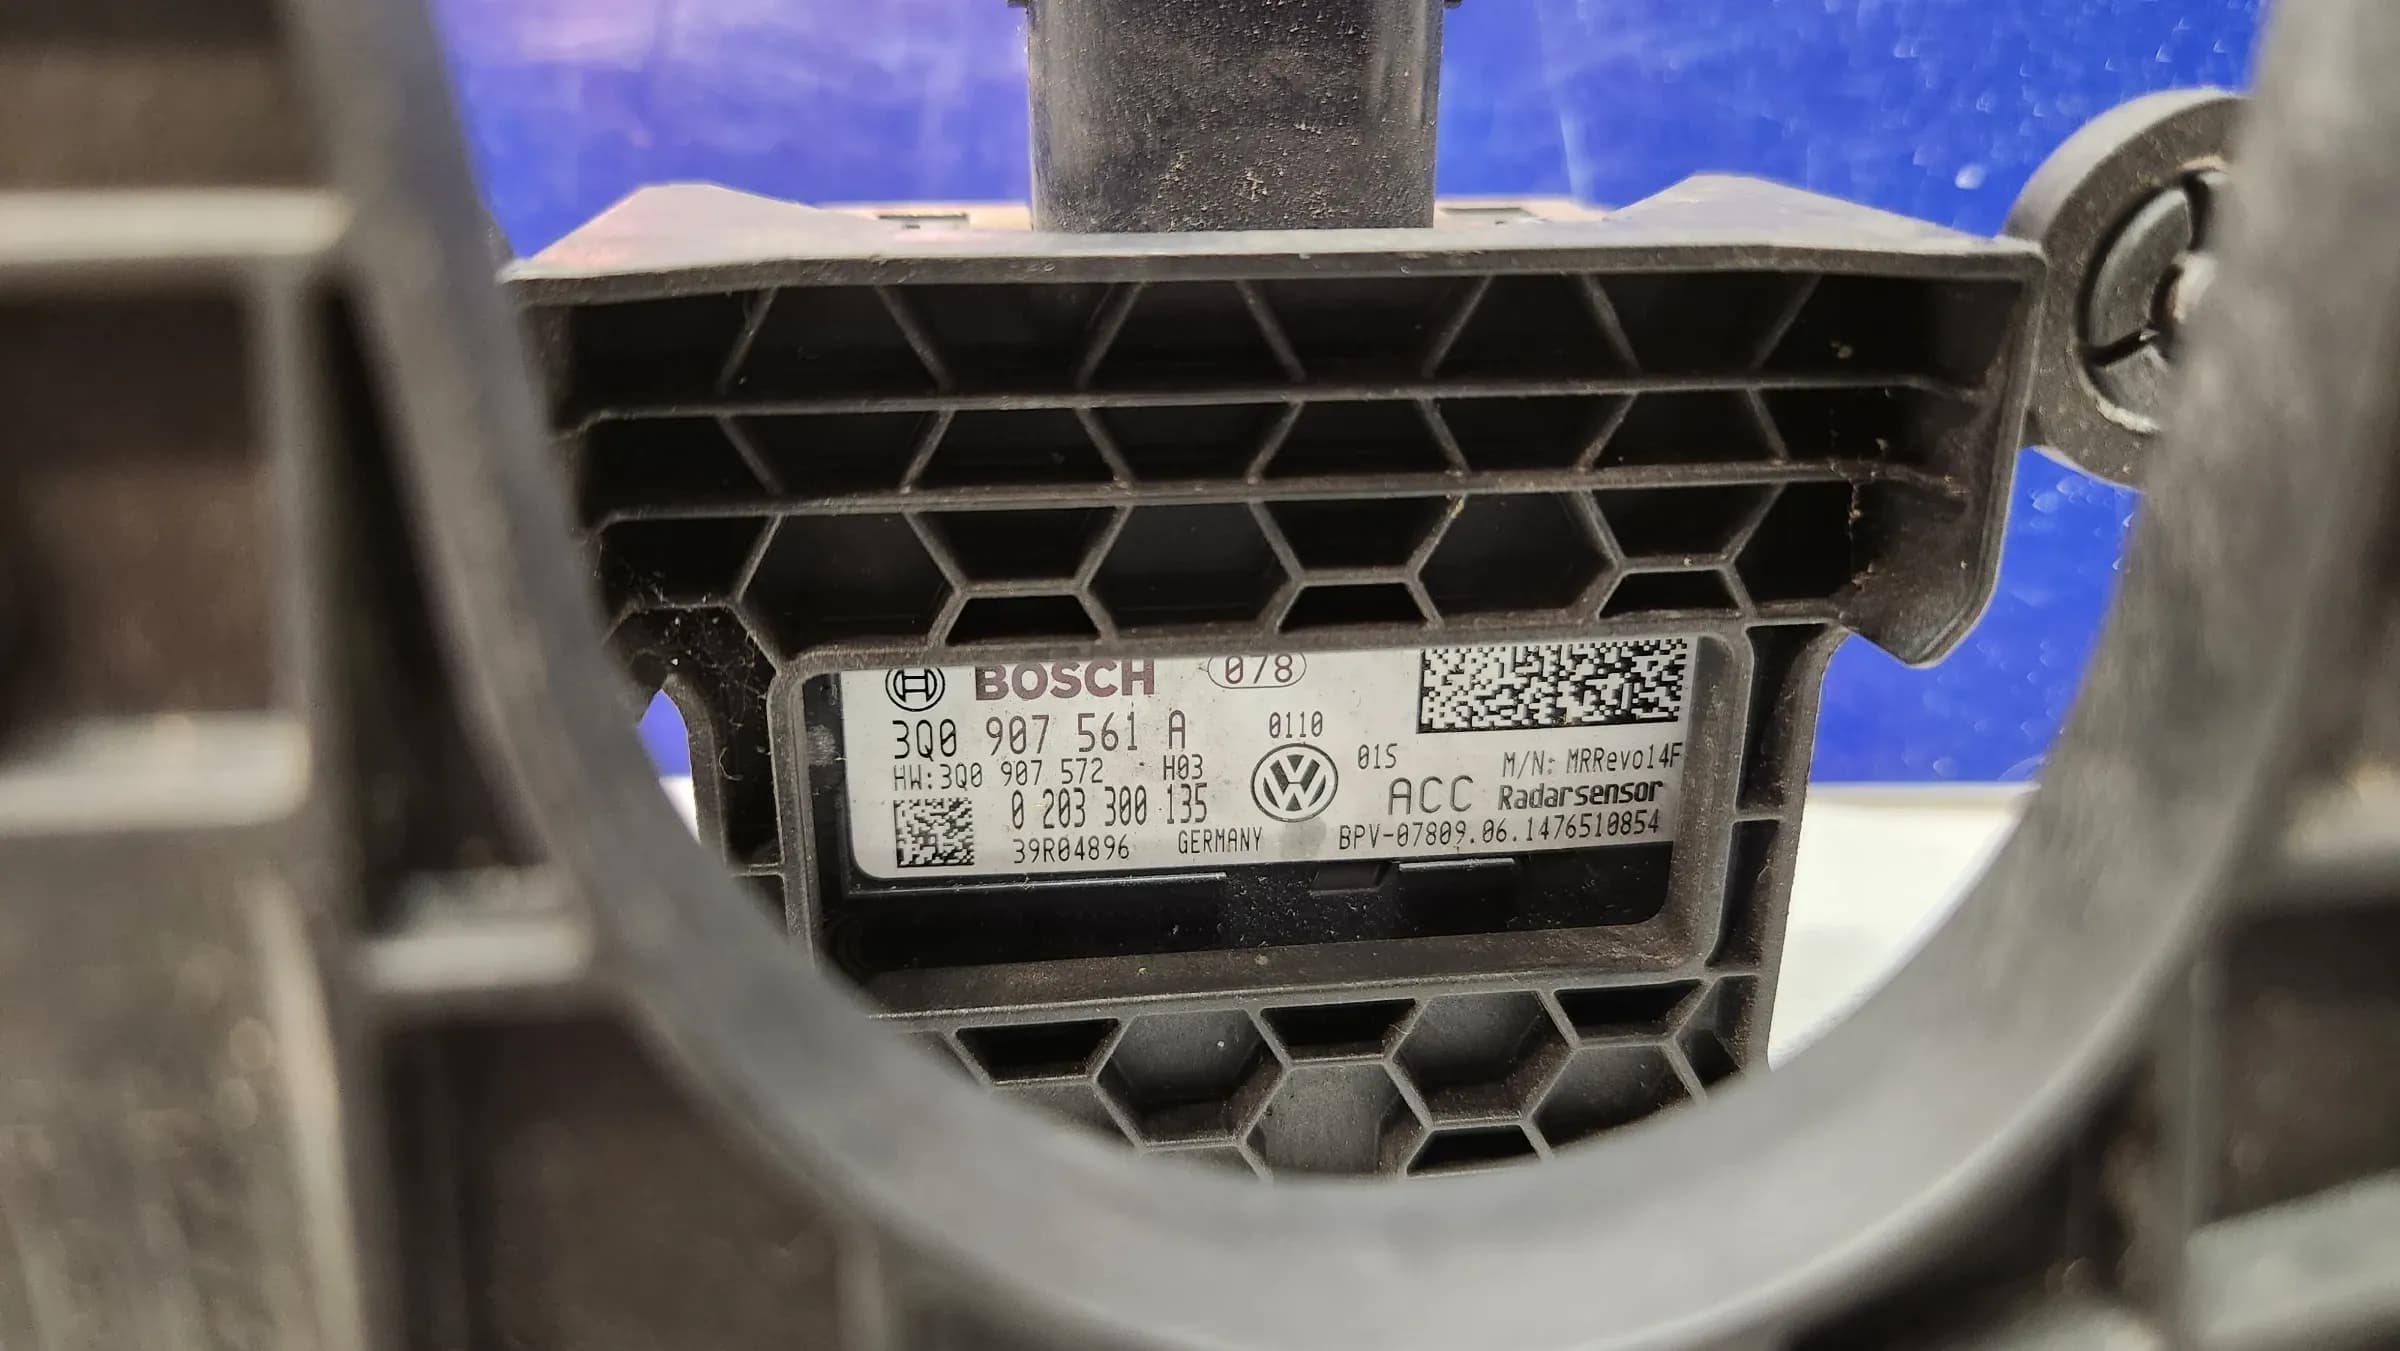 BOSCH 078
3Q0 907 561 A 0110
HW:3Q0 907 572 H03 01S M/N: MRRevo14F
0 203 300 135 ACC Radarsensor
39R04896 GERMANY BPV-07809.06.1476510854